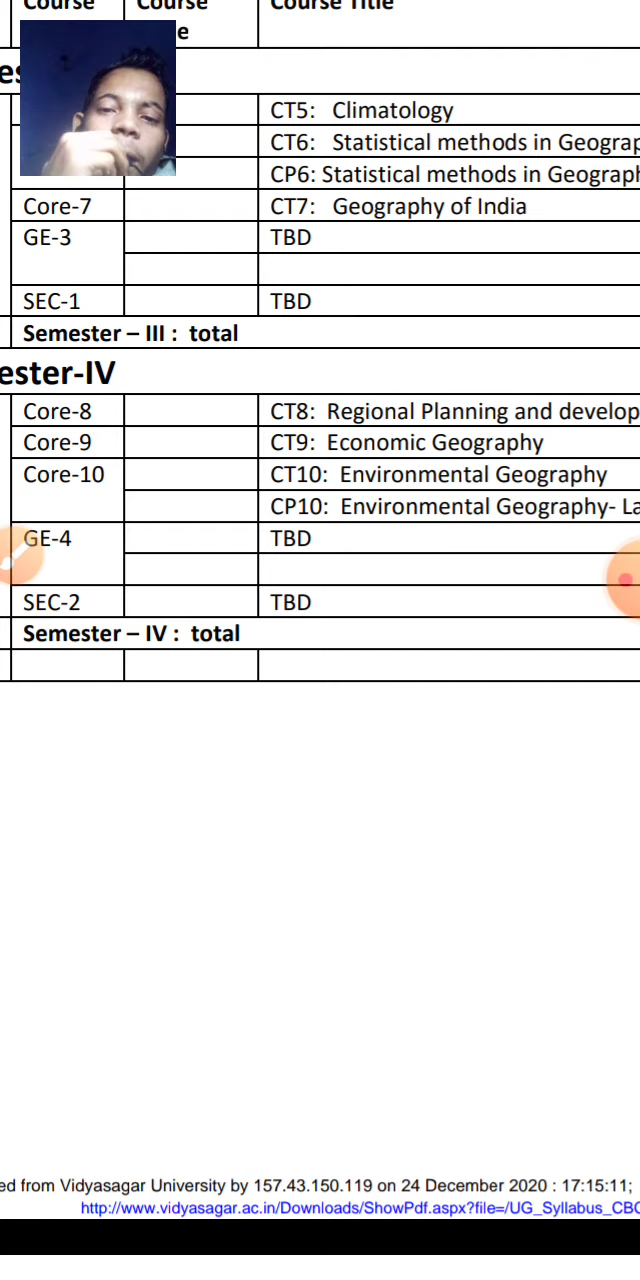 Course Course Course Title
e
es
CT5: Climatology
CT6: Statistical methods in Geograp
CP6: Statistical methods in Geograph
Core-7 CT7: Geography of India
GE-3 TBD
SEC-1 TBD
Semester – III : total
ester-IV
Core-8 CT8: Regional Planning and develop
Core-9 CT9: Economic Geography
Core-10 CT10: Environmental Geography
CP10: Environmental Geography- La
GE-4 TBD
SEC-2 TBD
Semester – IV : total
ed from Vidyasagar University by 157.43.150.119 on 24 December 2020 : 17:15:11;
http://www.vidyasagar.ac.in/Downloads/ShowPdf.aspx?file=/UG_Syllabus_CBC